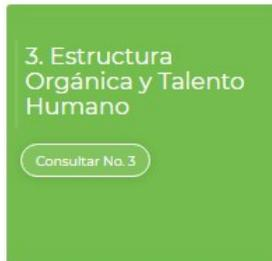 3. Estructura
Orgánica y Talento
Humano
Consultar No. 3